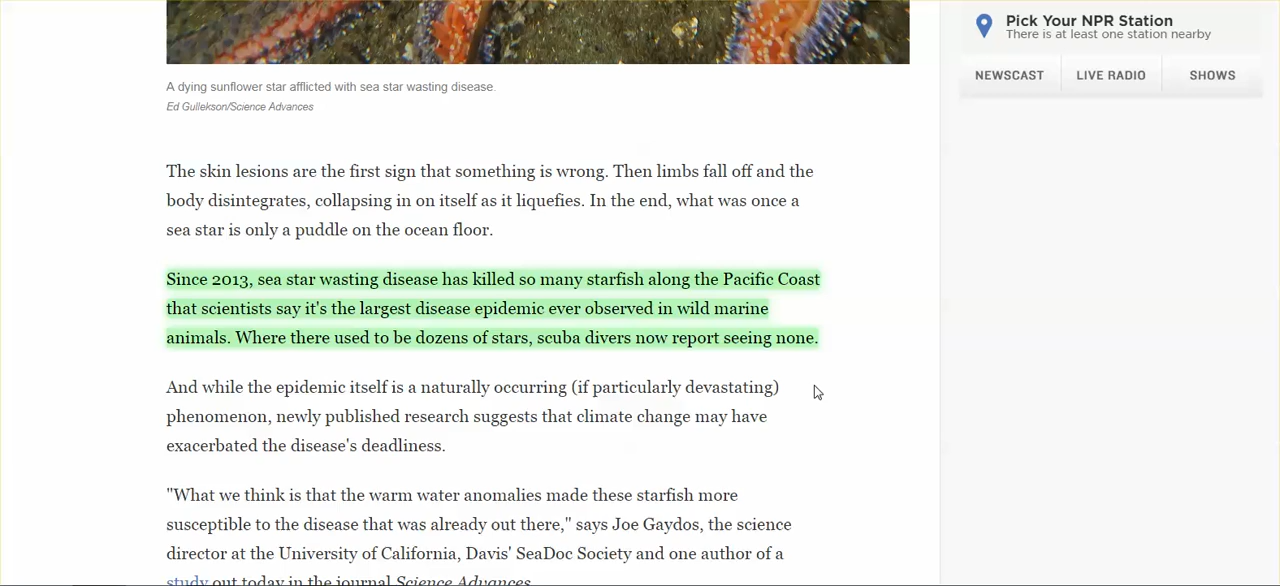 Pick Your NPR Station
There is at least one station nearby
NEWSCAST LIVE RADIO SHOWS
A dying sunflower star afflicted with sea star wasting disease.
Ed Gullekson/Science Advances
The skin lesions are the first sign that something is wrong. Then limbs fall off and the
body disintegrates, collapsing in on itself as it liquefies. In the end, what was once a
sea star is only a puddle on the ocean floor.
Since 2013, sea star wasting disease has killed so many starfish along the Pacific Coast
that scientists say it's the largest disease epidemic ever observed in wild marine
animals. Where there used to be dozens of stars, scuba divers now report seeing none.
And while the epidemic itself is a naturally occurring (if particularly devastating)
phenomenon, newly published research suggests that climate change may have
exacerbated the disease's deadliness.
"What we think is that the warm water anomalies made these starfish more
susceptible to the disease that was already out there," says Joe Gaydos, the science
director at the University of California, Davis' SeaDoc Society and one author of a
study out today in the journal Science Advances.